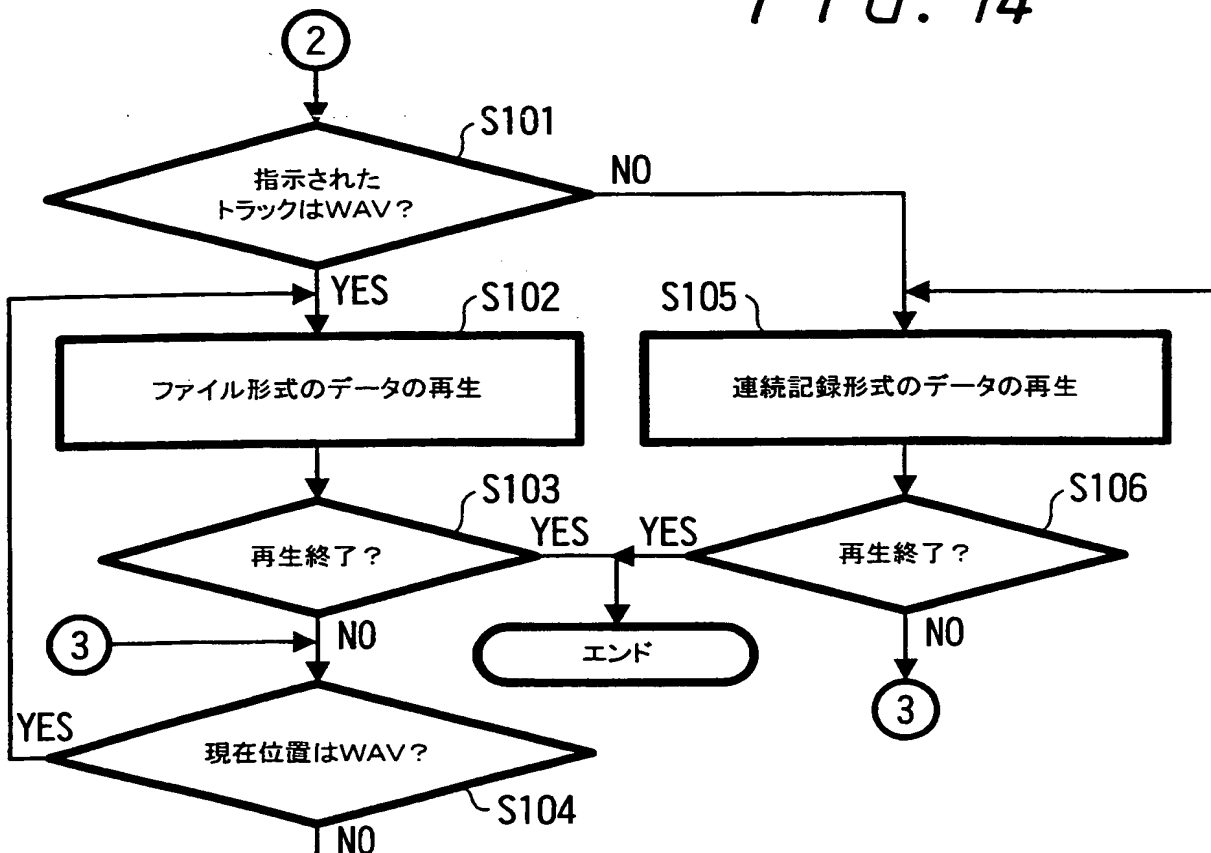 FIG. 14
2
S101
指示された
トラックはWAV?
NO
YES
S102
ファイル形式のデータの再生
S105
連続記録形式のデータの再生
S103
再生終了?
YES
YES
S106
再生終了?
3
NO
エンド
NO
3
YES
現在位置はWAV?
S104
NO